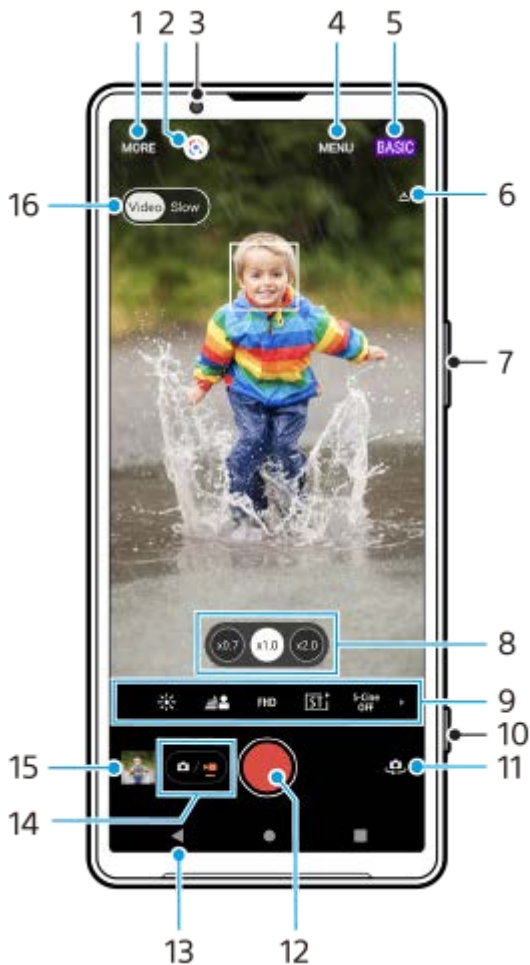 1 2 3 4 5
MORE MENU BASIC
6
16 Video Slow
7
x0.7 x1.0 x2.0 8
FHD ST+ S-Cine OFF 9
10
15 11
14
13 12